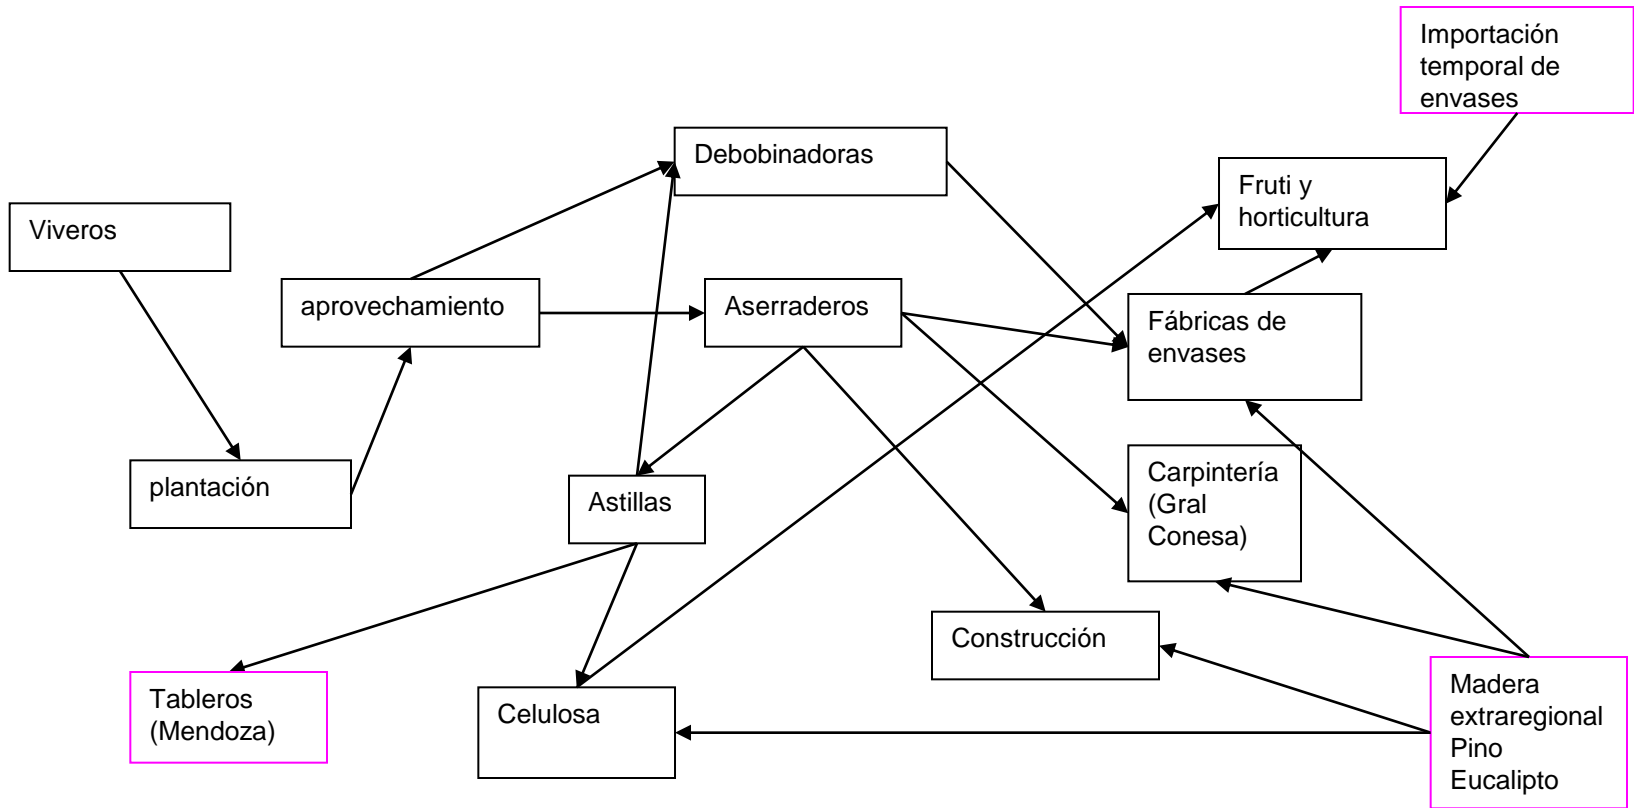 Importación
temporal de
envases
Debobinadoras
Fruti y
horticultura
Viveros
aprovechamiento
Aserraderos
Fábricas de
envases
plantación
Astillas
Carpintería
(Gral
Conesa)
Construcción
Tableros
(Mendoza)
Celulosa
Madera
extraregional
Pino
Eucalipto